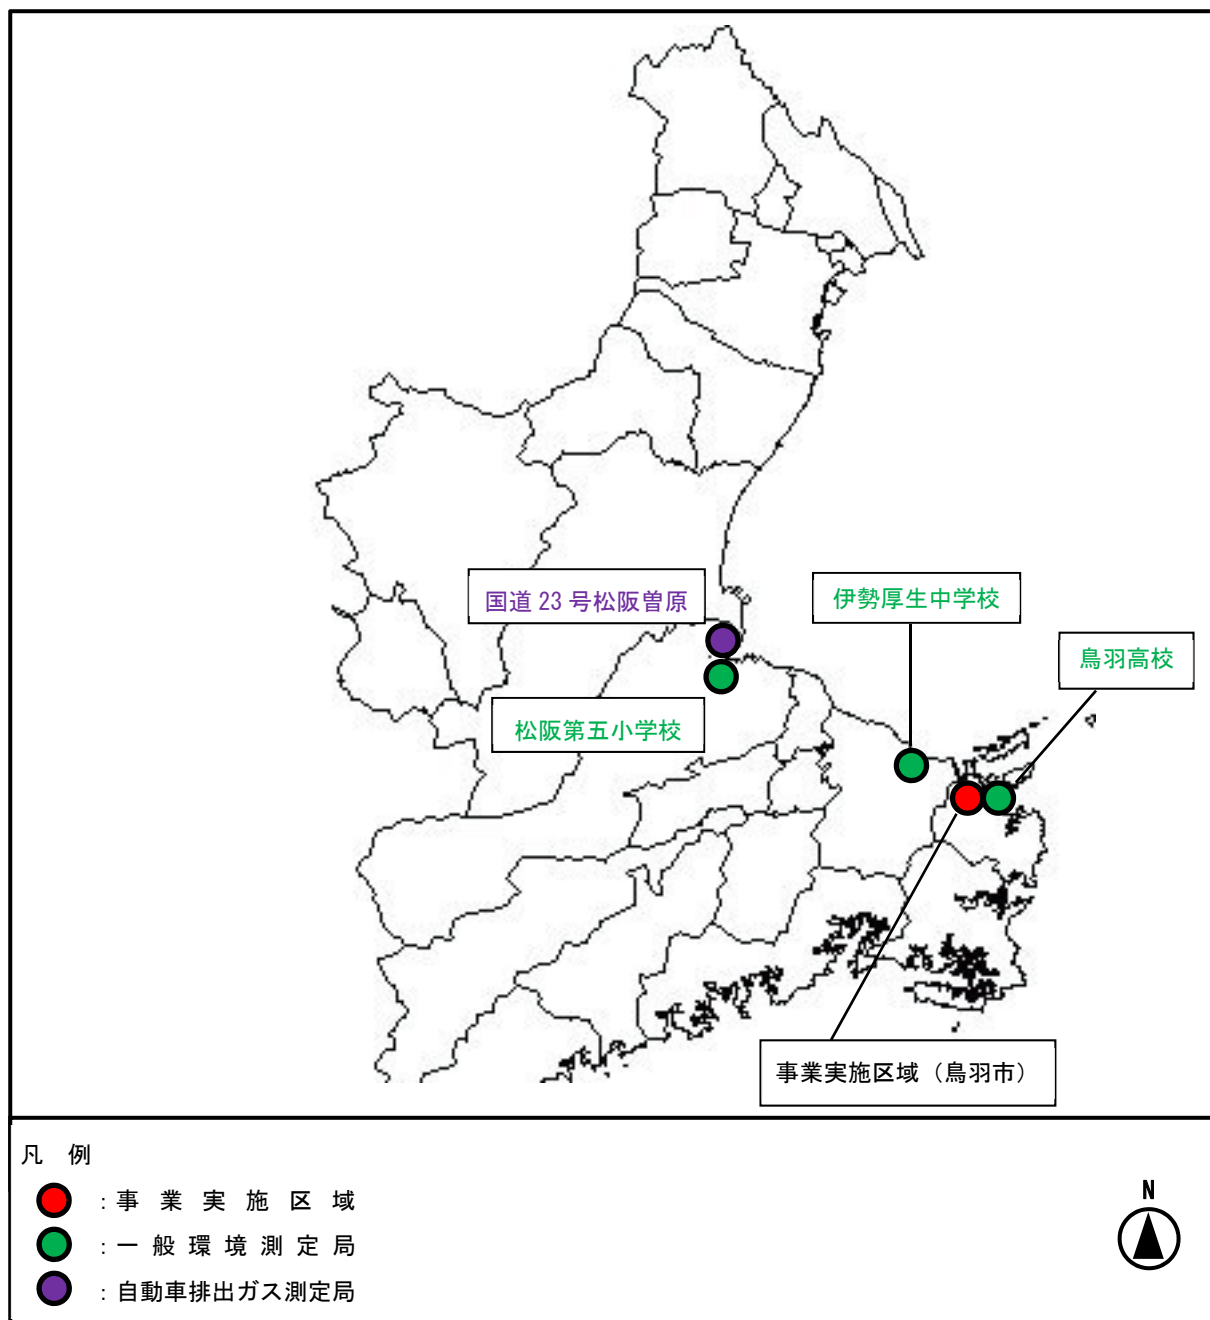 国道23号松阪曽原
伊勢厚生中学校
鳥羽高校
松阪第五小学校
事業実施区域（鳥羽市）
凡 例
：事業実施区域
：一般環境測定局
：自動車排出ガス測定局
N